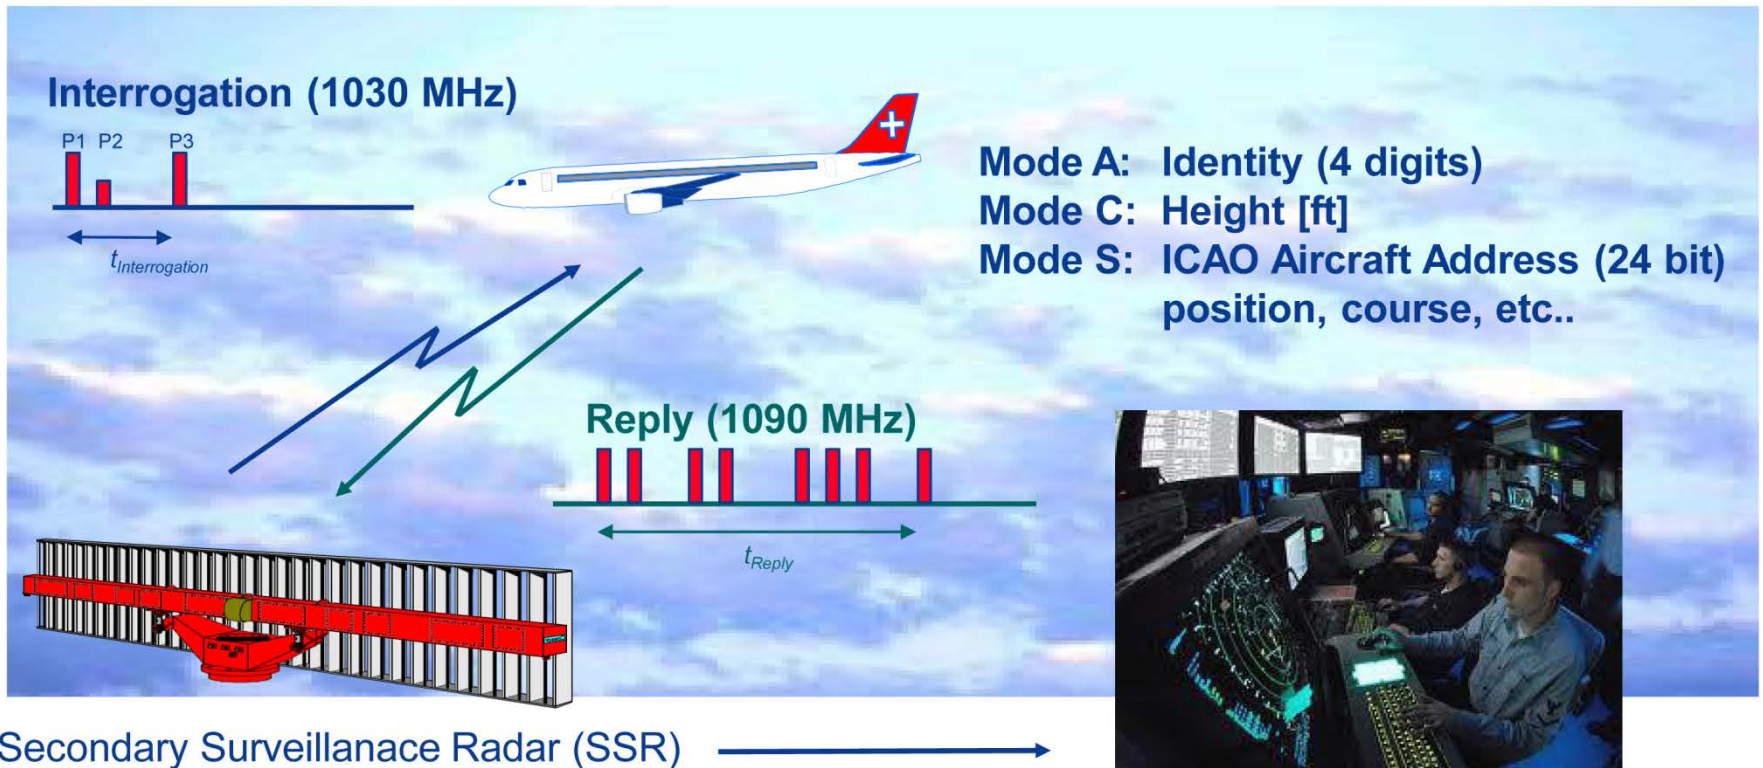 Interrogation (1030 MHz)
P1 P2 P3
tInterrogation
Mode A: Identity (4 digits)
Mode C: Height [ft]
Mode S: ICAO Aircraft Address (24 bit)
position, course, etc..
Reply (1090 MHz)
tReply
Secondary Surveillanace Radar (SSR)